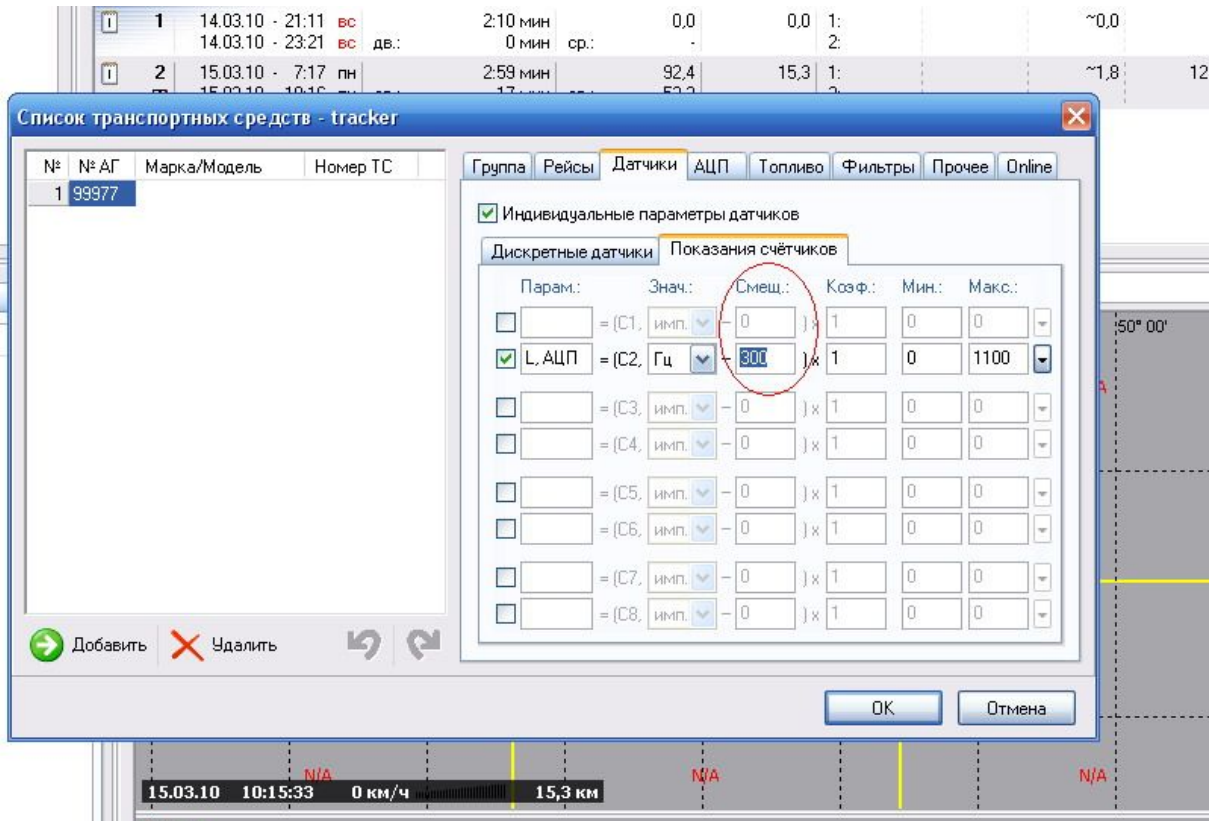 1 14.03.10 - 21:11 вс 2:10 мин 0,0 0,0 1: ~0,0
14.03.10 - 23:21 вс дв.: 0 мин ср.: - 2:
2 15.03.10 - 7:17 пн 2:59 мин 92,4 15,3 1: ~1,8 12
Список транспортных средств - tracker
№ № АГ Марка/Модель Номер ТС
1 99977
Группа Рейсы Датчики АЦП Топливо Фильтры Прочее Online
Индивидуальные параметры датчиков
Дискретные датчики Показания счётчиков
Парам.: Знач.: Смещ.: Коэф.: Мин.: Макс.:
= (C1, имп. - 0 ) x 1 0 0
L, АЦП = (C2, Гц - 300 ) x 1 0 1100
= (C3, имп. - 0 ) x 1 0 0
= (C4, имп. - 0 ) x 1 0 0
= (C5, имп. - 0 ) x 1 0 0
= (C6, имп. - 0 ) x 1 0 0
= (C7, имп. - 0 ) x 1 0 0
= (C8, имп. - 0 ) x 1 0 0
Добавить Удалить
OK Отмена
50° 00'
N/A N/A N/A
15.03.10 10:15:33 0 км/ч 15,3 км